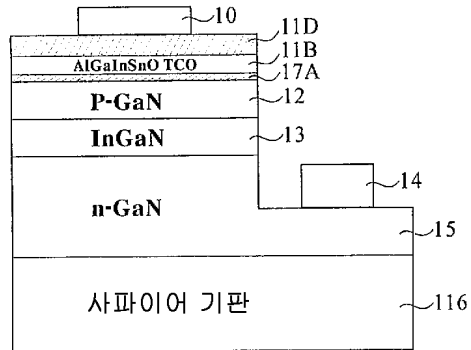 10
11D
AlGaInSnO TCO
11B
17A
P-GaN
12
InGaN
13
14
n-GaN
15
사파이어 기판
116